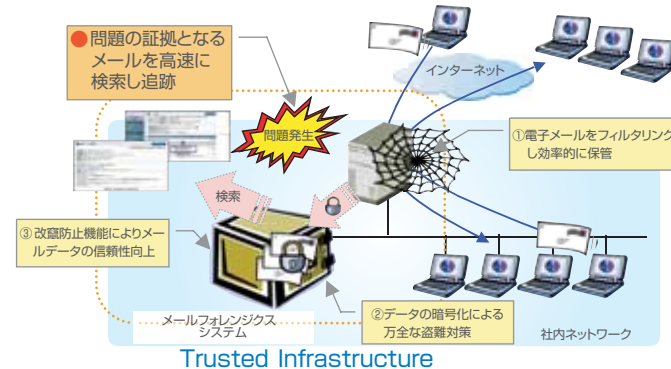 ●問題の証拠となる
メールを高速に
検索し追跡
インターネット
問題発生
①電子メールをフィルタリング
し効率的に保管
検索
③ 改竄防止機能によりメー
ルデータの信頼性向上
②データの暗号化による
万全な盗難対策
メールフォレンジクス
システム
社内ネットワーク
Trusted Infrastructure